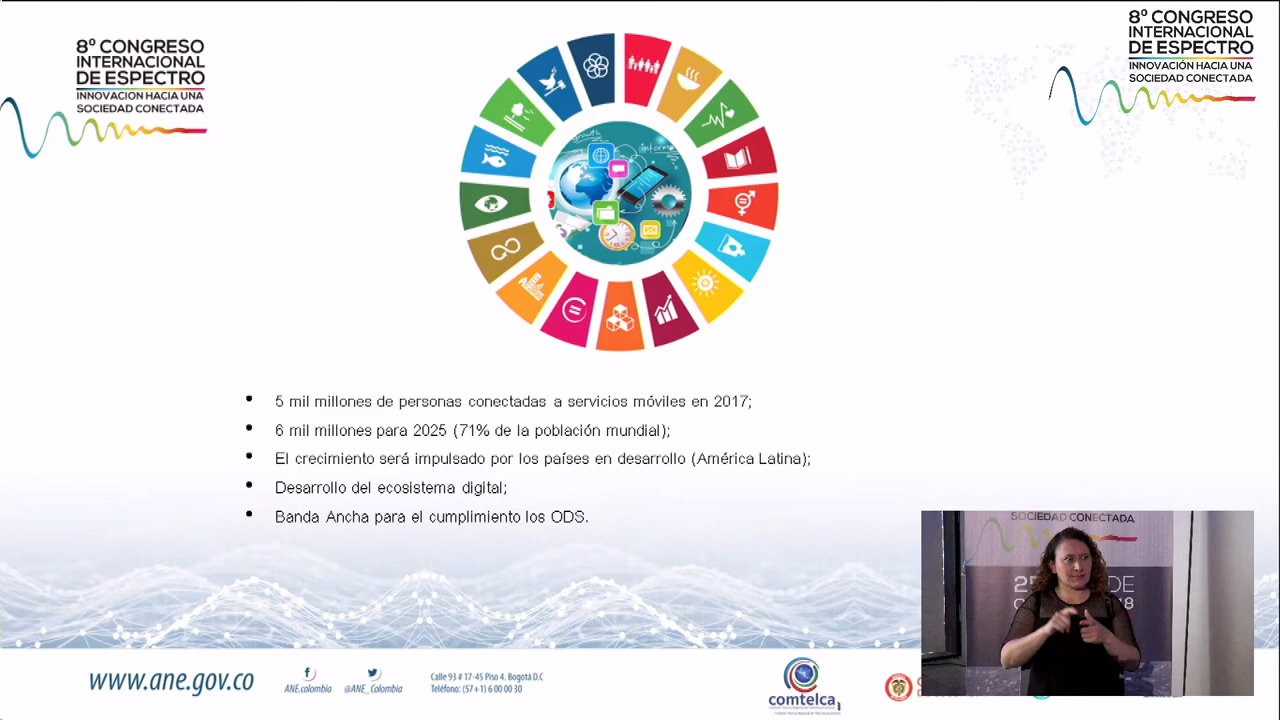 8º CONGRESO
INTERNACIONAL
DE ESPECTRO
INNOVACION HACIA UNA
SOCIEDAD CONECTADA
8º CONGRESO
INTERNACIONAL
DE ESPECTRO
INNOVACIÓN HACIA UNA
SOCIEDAD CONECTADA
growth
• 5 mil millones de personas conectadas a servicios móviles en 2017;
• 6 mil millones para 2025 (71% de la población mundial);
• El crecimiento será impulsado por los países en desarrollo (América Latina);
• Desarrollo del ecosistema digital;
• Banda Ancha para el cumplimiento los ODS.
SOCIEDAD CONECTADA
DE
www.ane.gov.co
ANE.colombia
@ANE_Colombia
Calle 93 # 17-45 Piso 4. Bogotá D.C
Teléfono: (57+1) 6 00 00 30
comtelca